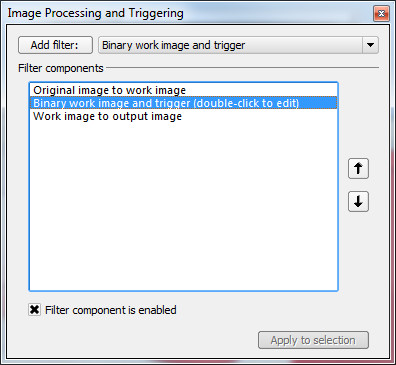 Image Processing and Triggering
Add filter: Binary work image and trigger
Filter components
Original image to work image
Binary work image and trigger (double-click to edit)
Work image to output image
Filter component is enabled
Apply to selection